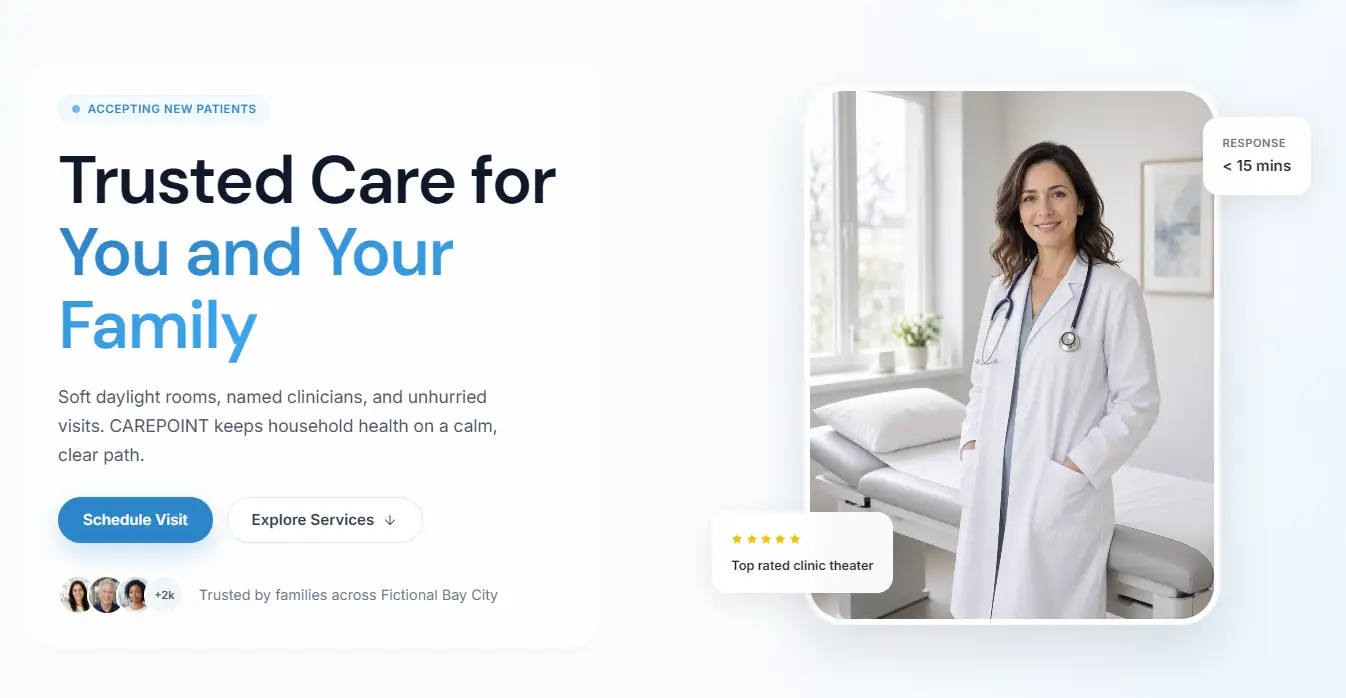 ACCEPTING NEW PATIENTS
Trusted Care for
You and Your
Family
Soft daylight rooms, named clinicians, and unhurried
visits. CAREPOINT keeps household health on a calm,
clear path.
Schedule Visit
Explore Services ↓
+2k
Trusted by families across Fictional Bay City
RESPONSE
< 15 mins
★★★★★
Top rated clinic theater